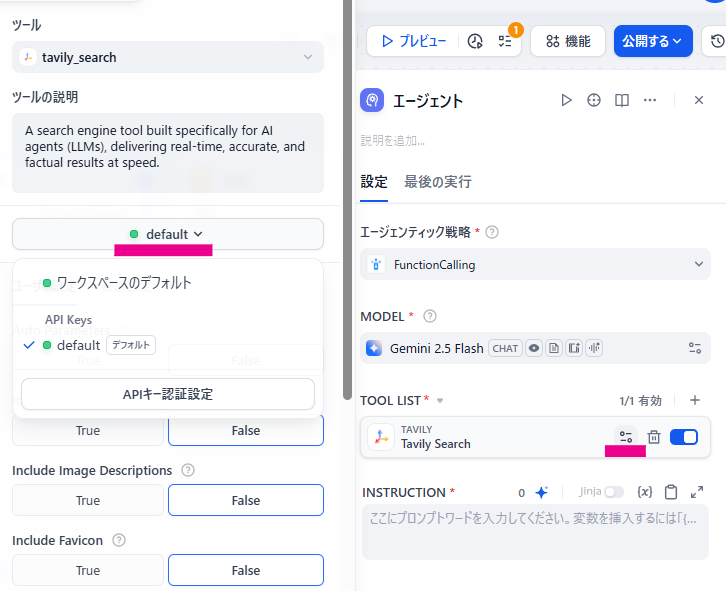 ツール
tavily_search
ツールの説明
A search engine tool built specifically for AI
agents (LLMs), delivering real-time, accurate, and
factual results at speed.
default
ワークスペースのデフォルト
API Keys
default デフォルト
APIキー認証設定
True False
Include Image Descriptions
True False
Include Favicon
True False
プレビュー
1
機能
公開する
エージェント
説明を追加...
設定 最後の実行
エージェンティック戦略 *
FunctionCalling
MODEL *
Gemini 2.5 Flash CHAT
TOOL LIST * 1/1 有効
TAVILY
Tavily Search
INSTRUCTION * 0 Jinja {x}
ここにプロンプトワードを入力してください。変数を挿入するには「{...